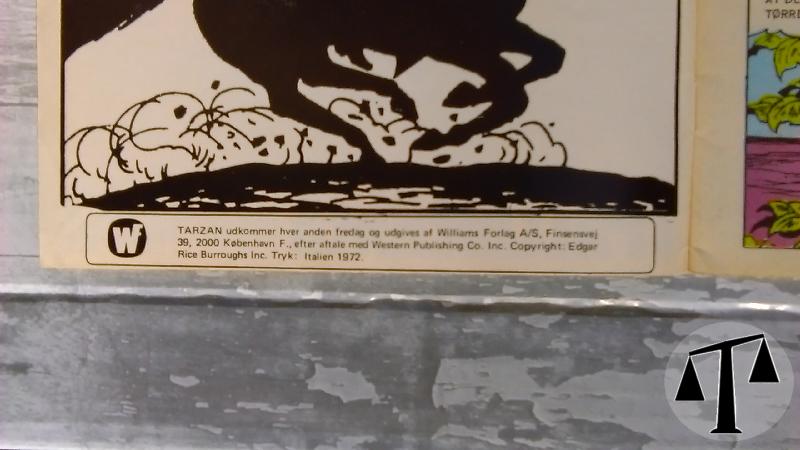 TØRR
W
TARZAN udkommer hver anden fredag og udgives af Williams Forlag A/S, Finsensvej
39, 2000 København F., efter aftale med Western Publishing Co. Inc. Copyright: Edgar
Rice Burroughs Inc. Tryk: Italien 1972.